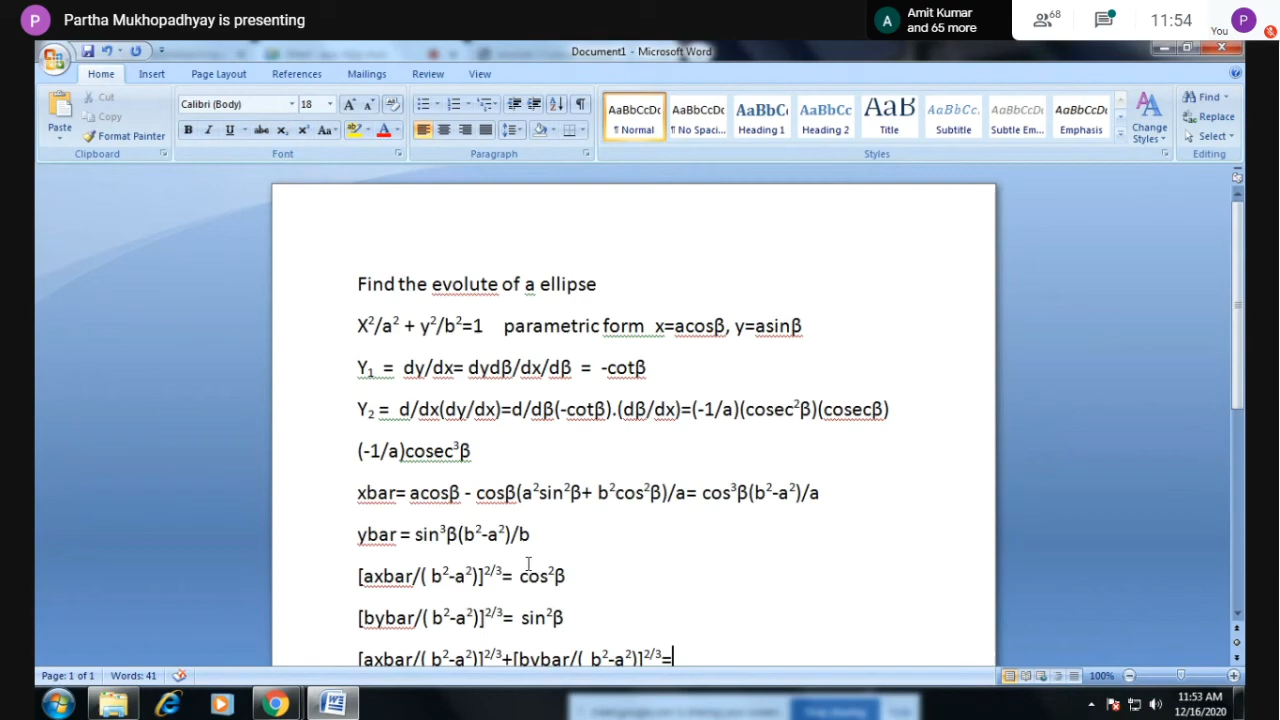 Partha Mukhopadhyay is presenting
Amit Kumar
and 65 more
68
11:54
You
Document1 - Microsoft Word
Home Insert Page Layout References Mailings Review View
Paste
Cut
Copy
Format Painter
Calibri (Body) 18
AaBbCcDc AaBbCcDc AaBbCc AaBbCc AaB AaBbCc AaBbCcDc AaBbCcDc
¶ Normal ¶ No Spaci... Heading 1 Heading 2 Title Subtitle Subtle Em... Emphasis
Change Styles
Find
Replace
Select
Clipboard Font Paragraph Styles Editing
Find the evolute of a ellipse
X²/a² + y²/b²=1 parametric form x=acosβ, y=asinβ
Y₁ = dy/dx= dydβ/dx/dβ = -cotβ
Y₂ = d/dx(dy/dx)=d/dβ(-cotβ).(dβ/dx)=(-1/a)(cosec²β)(cosecβ)
(-1/a)cosec³β
xbar= acosβ - cosβ(a²sin²β+ b²cos²β)/a= cos³β(b²-a²)/a
ybar = sin³β(b²-a²)/b
[axbar/( b²-a²)]²/³= cos²β
[bybar/( b²-a²)]²/³= sin²β
[axbar/( b²-a²)]²/³+[bybar/( b²-a²)]²/³=
Page: 1 of 1 Words: 41 100%
11:53 AM
12/16/2020